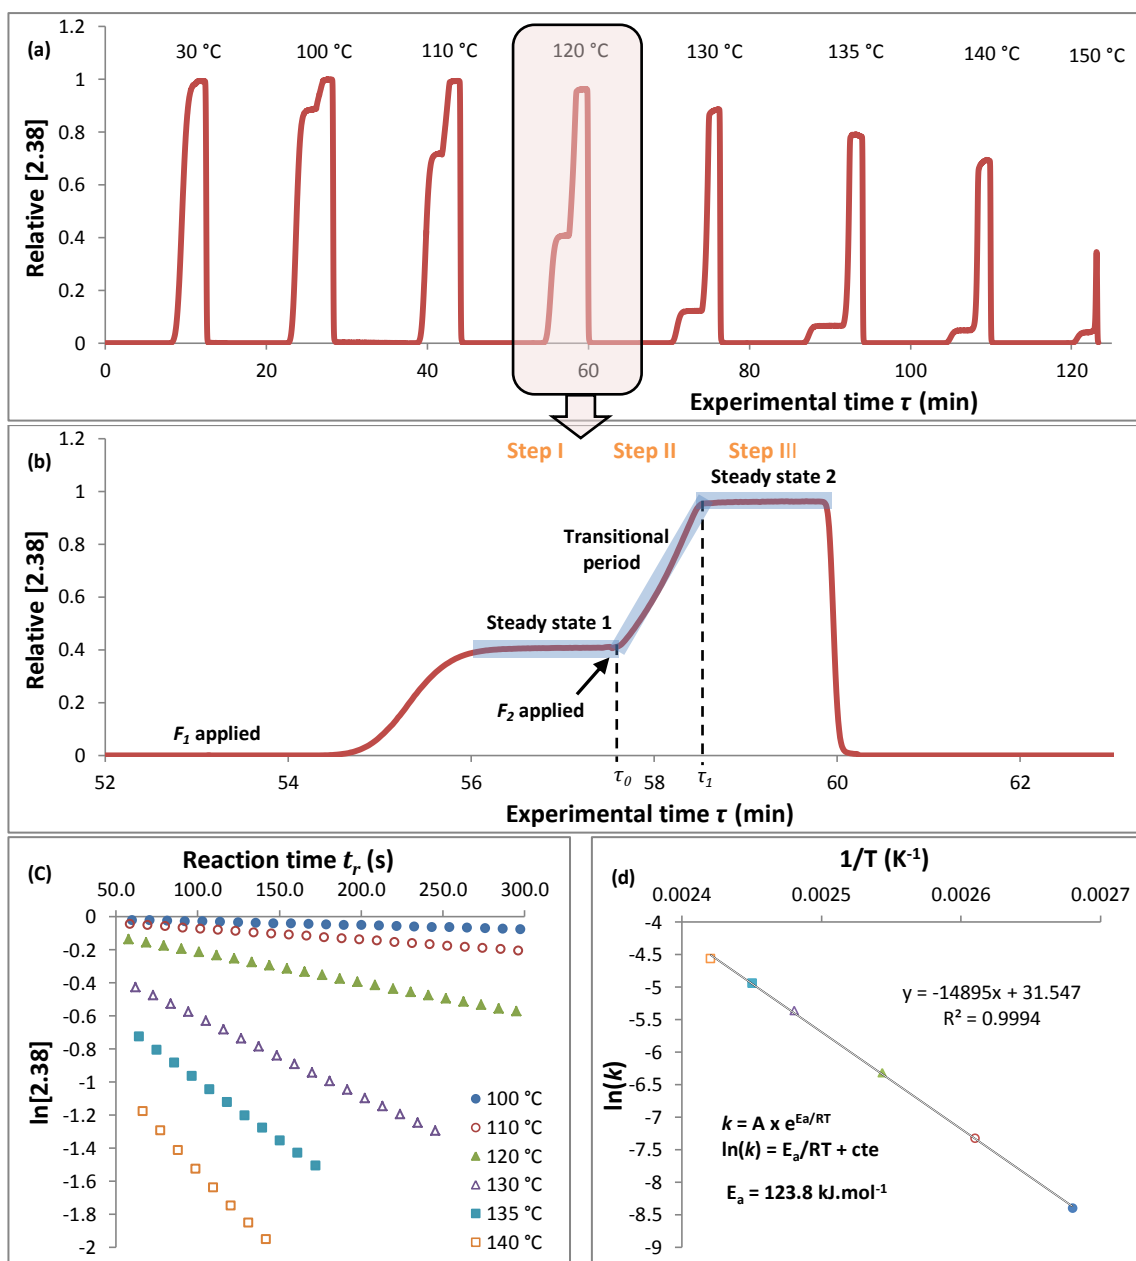 (a)
30 °C 100 °C 110 °C 120 °C 130 °C 135 °C 140 °C 150 °C
Relative [2.38]
1.2
1
0.8
0.6
0.4
0.2
0
0 20 40 60 80 100 120
Experimental time τ (min)
(b)
Step I Step II Step III
Steady state 2
Transitional
period
Steady state 1
F2 applied
F1 applied
Relative [2.38]
1.2
1
0.8
0.6
0.4
0.2
0
52 54 56 τ0 58 τ1 60 62
Experimental time τ (min)
(C)
Reaction time tr (s)
50.0 100.0 150.0 200.0 250.0 300.0
ln[2.38]
0
-0.2
-0.4
-0.6
-0.8
-1
-1.2
-1.4
-1.6
-1.8
-2
100 °C
110 °C
120 °C
130 °C
135 °C
140 °C
(d)
1/T (K-1)
0.0024 0.0025 0.0026 0.0027
ln(k)
-4
-4.5
-5
-5.5
-6
-6.5
-7
-7.5
-8
-8.5
-9
y = -14895x + 31.547
R² = 0.9994
k = A x eEa/RT
ln(k) = Ea/RT + cte
Ea = 123.8 kJ.mol-1